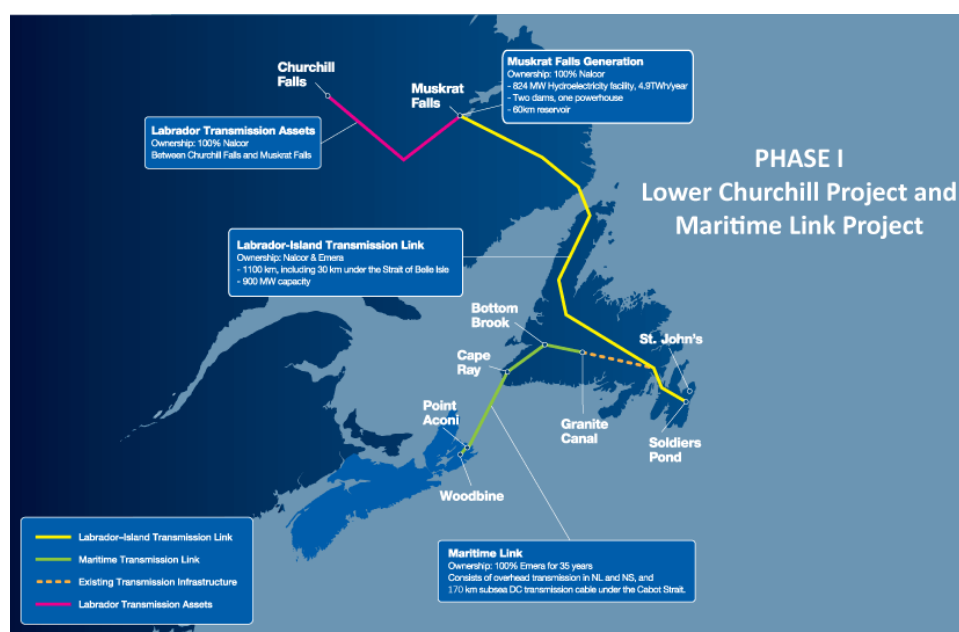 Churchill
Falls
Muskrat
Falls
Muskrat Falls Generation
Ownership: 100% Nalcor
- 824 MW Hydroelectricity facility, 4.9TWh/year
- Two dams, one powerhouse
- 60km reservoir
Labrador Transmission Assets
Ownership: 100% Nalcor
Between Churchill Falls and Muskrat Falls
PHASE I
Lower Churchill Project and
Maritime Link Project
Labrador-Island Transmission Link
Ownership: Nalcor & Emera
- 1100 km, including 30 km under the Strait of Belle Isle
- 900 MW capacity
Bottom
Brook
St. John's
Cape
Ray
Point
Aconi
Granite
Canal
Soldiers
Pond
Woodbine
Labrador–Island Transmission Link
Maritime Transmission Link
Existing Transmission Infrastructure
Labrador Transmission Assets
Maritime Link
Ownership: 100% Emera for 35 years
Consists of overhead transmission in NL and NS, and
170 km subsea DC transmission cable under the Cabot Strait.